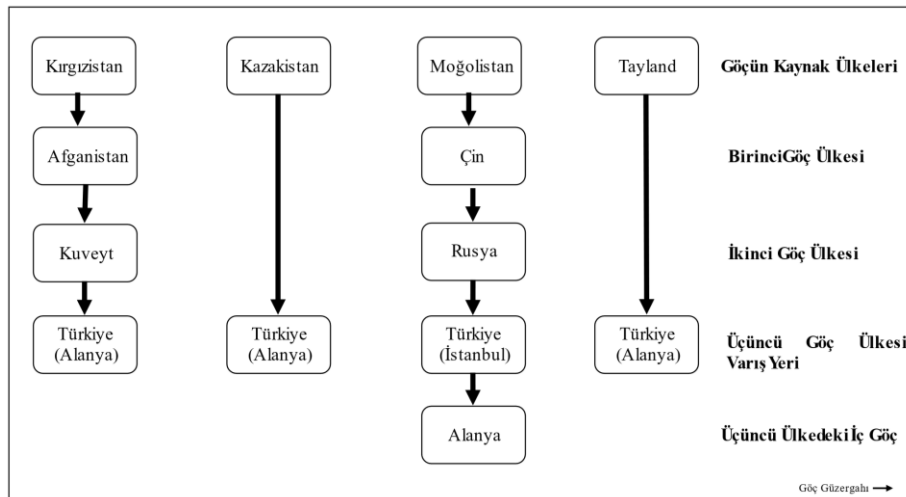 Kırgızistan
Kazakistan
Moğolistan
Tayland
Göçün Kaynak Ülkeleri
Afganistan
Çin
BirinciGöç Ülkesi
Kuveyt
Rusya
İkinci Göç Ülkesi
Türkiye
(Alanya)
Türkiye
(Alanya)
Türkiye
(İstanbul)
Türkiye
(Alanya)
Üçüncü Göç Ülkesi
Varış Yeri
Alanya
Üçüncü Ülkedeki İç Göç
Göç Güzergahı